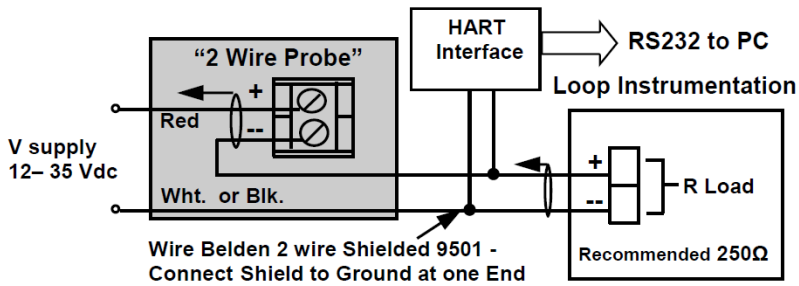 HART
Interface
RS232 to PC
"2 Wire Probe"
Loop Instrumentation
+
Red
--
V supply
12– 35 Vdc
+
R Load
--
Wht. or Blk.
Wire Belden 2 wire Shielded 9501 -
Connect Shield to Ground at one End
Recommended 250Ω